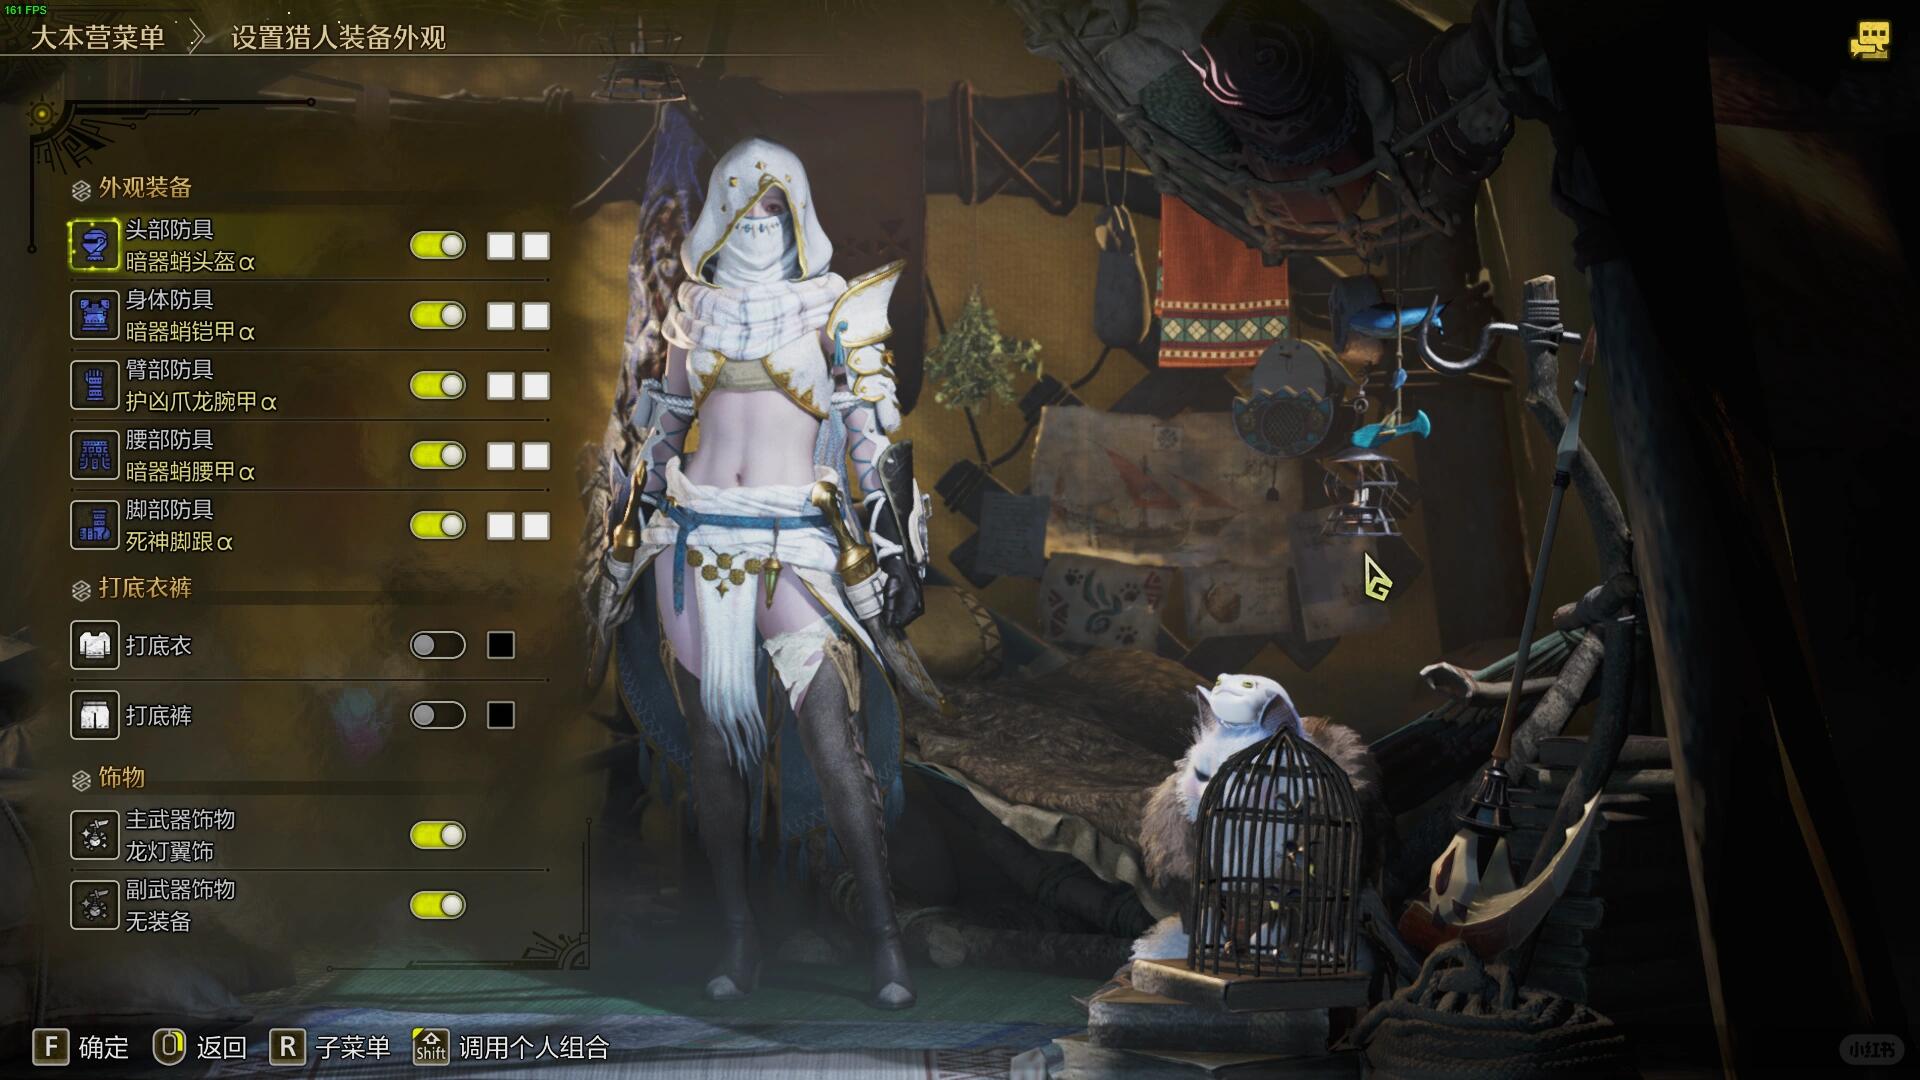 161 FPS
大本营菜单 设置猎人装备外观
外观装备
头部防具
暗器蛸头盔α
身体防具
暗器蛸铠甲α
臂部防具
护凶爪龙腕甲α
腰部防具
暗器蛸腰甲α
脚部防具
死神脚跟α
打底衣裤
打底衣
打底裤
饰物
主武器饰物
龙灯翼饰
副武器饰物
无装备
F 确定 返回 R 子菜单 Shift 调用个人组合
小红书